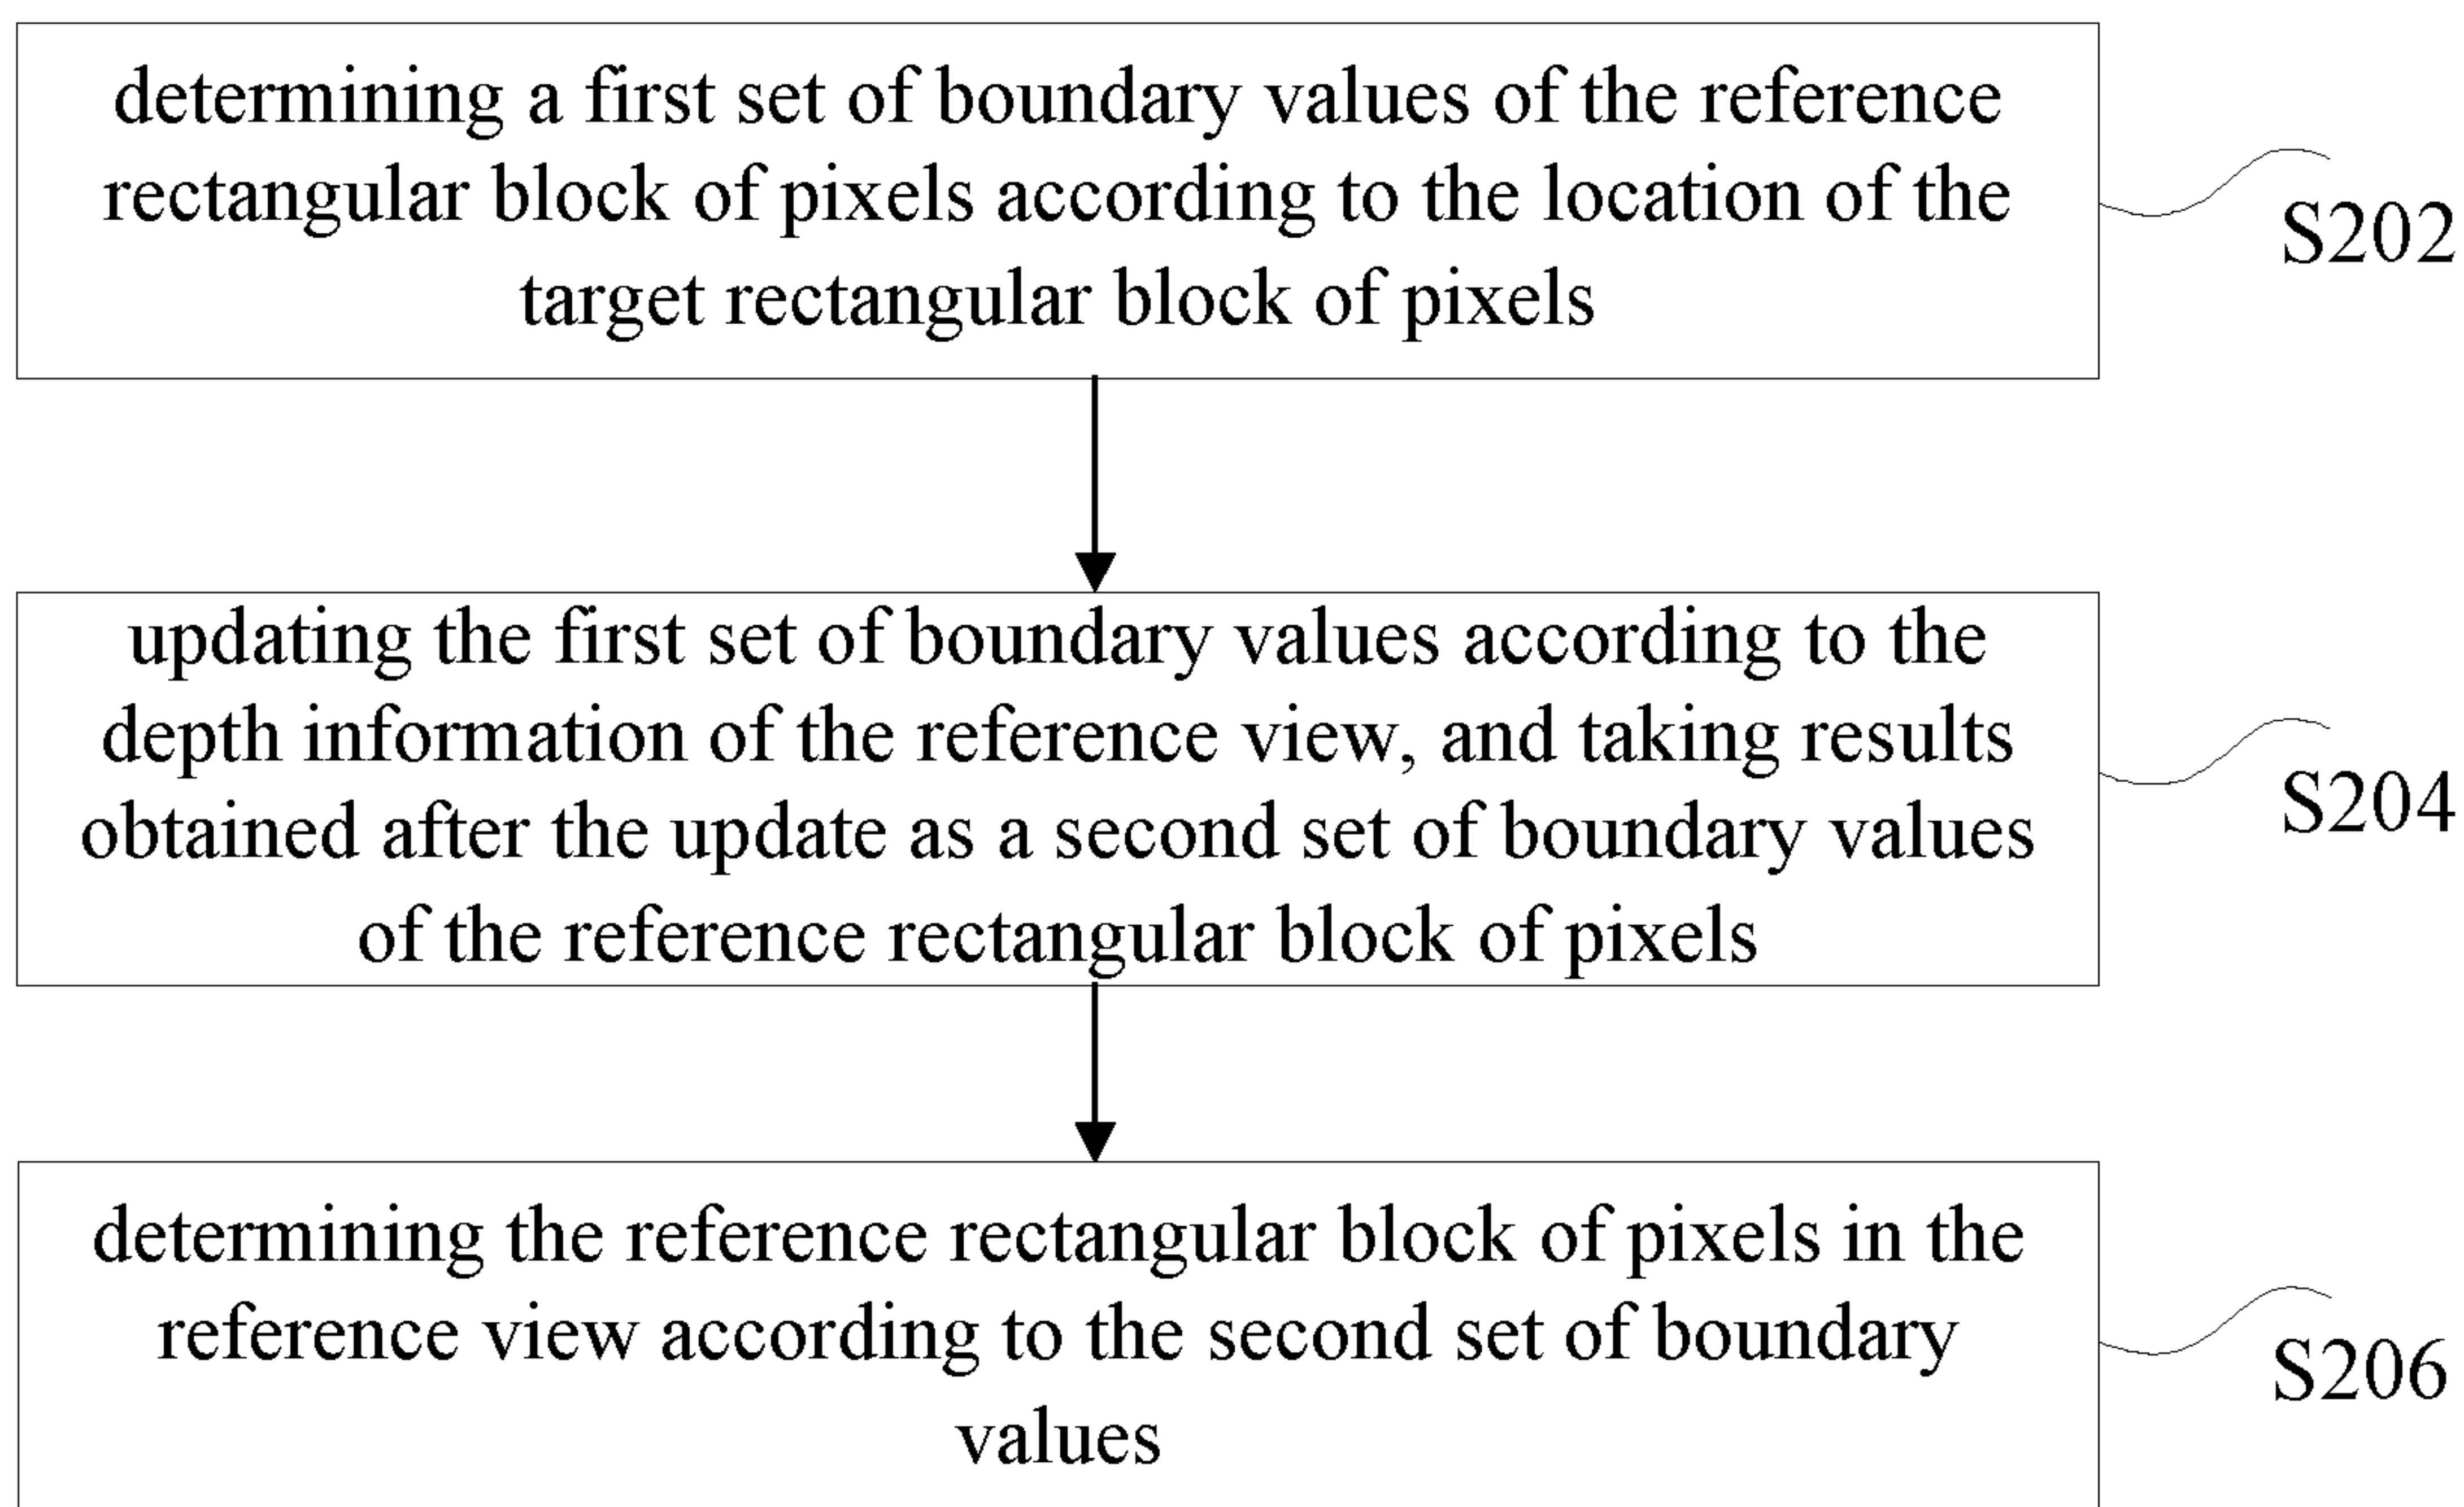 determining a first set of boundary values of the reference
rectangular block of pixels according to the location of the
target rectangular block of pixels
S202
updating the first set of boundary values according to the
depth information of the reference view, and taking results
obtained after the update as a second set of boundary values
of the reference rectangular block of pixels
S204
determining the reference rectangular block of pixels in the
reference view according to the second set of boundary
values
S206